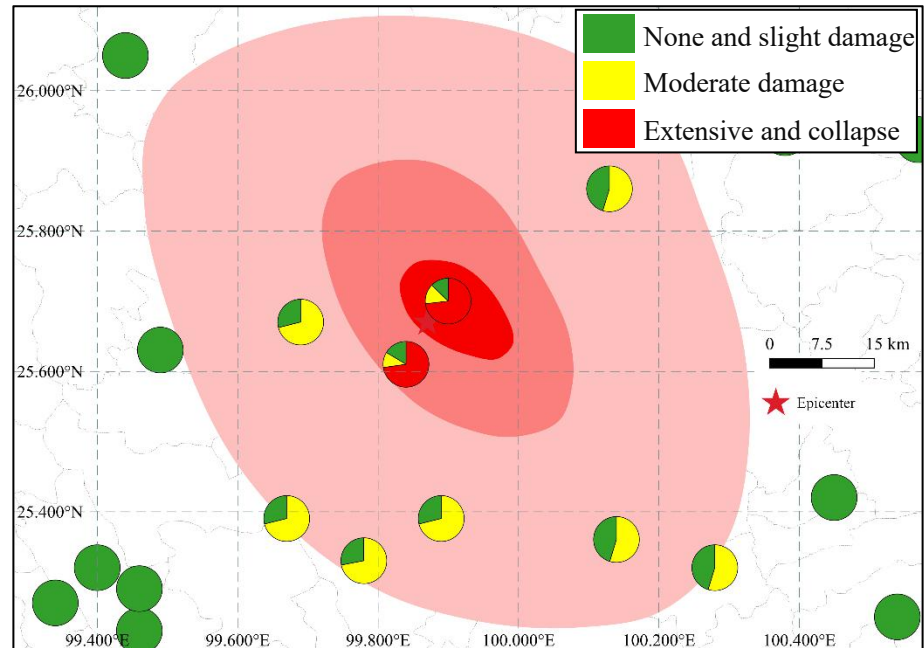 None and slight damage
Moderate damage
Extensive and collapse
26.000°N
25.800°N
25.600°N
25.400°N
0 7.5 15 km
Epicenter
99.400°E 99.600°E 99.800°E 100.000°E 100.200°E 100.400°E